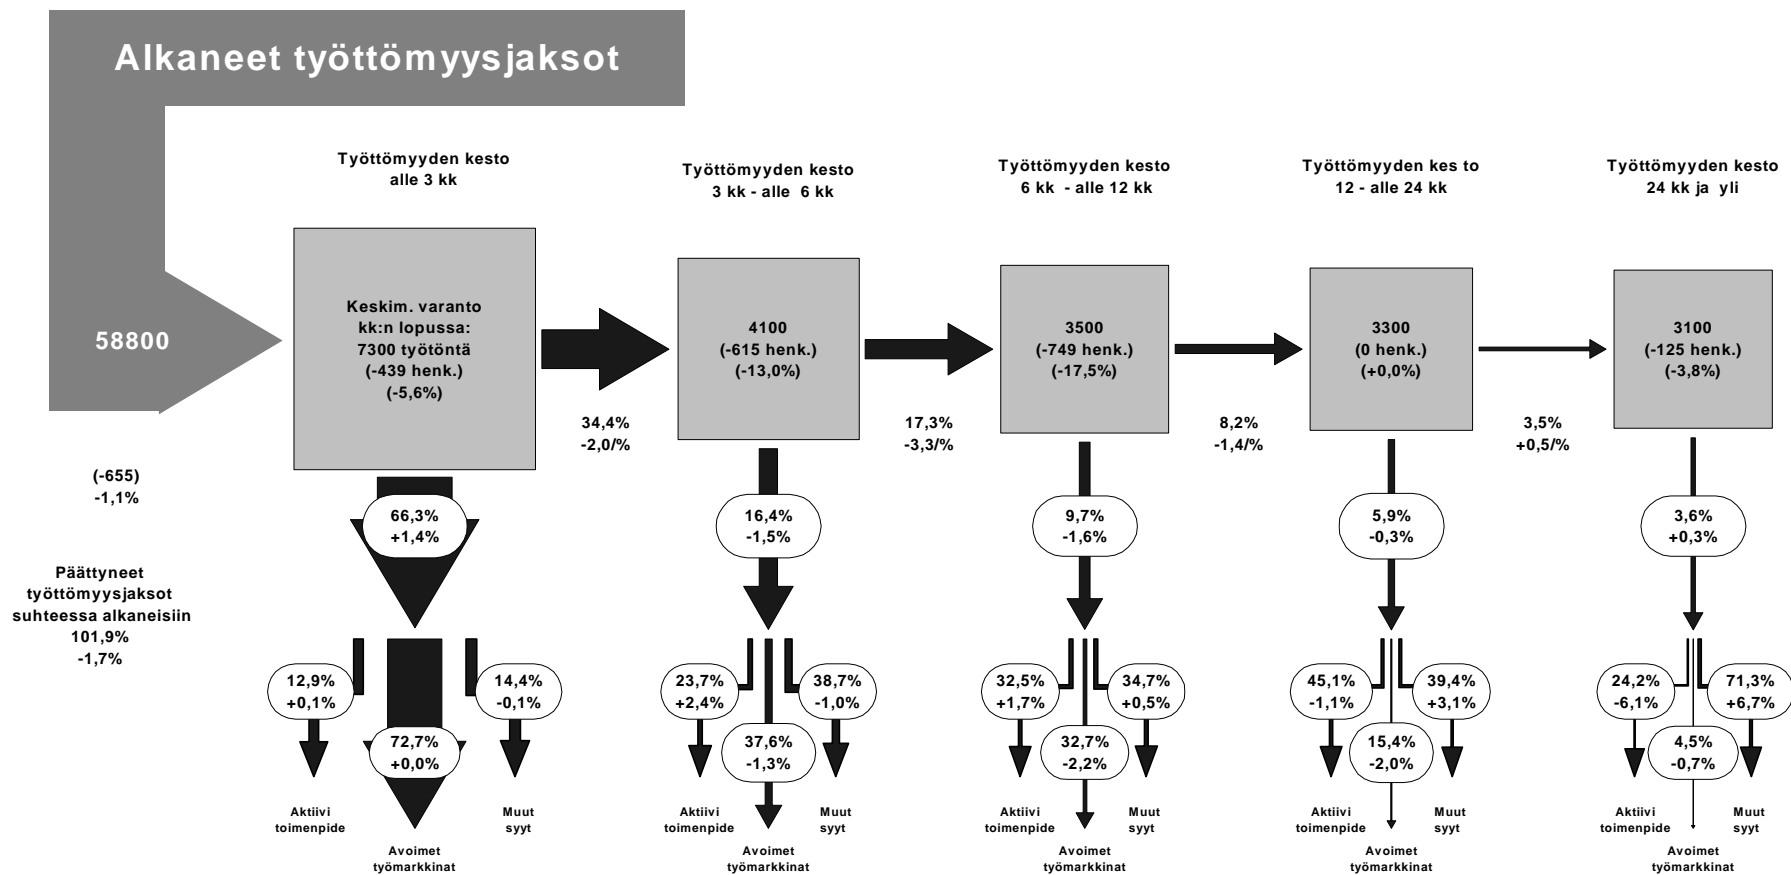 Alkaneet työttömyysjaksot
Työttömyyden kesto
alle 3 kk
Työttömyyden kesto
3 kk - alle 6 kk
Työttömyyden kesto
6 kk - alle 12 kk
Työttömyyden kes to
12 - alle 24 kk
Työttömyyden kesto
24 kk ja yli
58800
Keskim. varanto
kk:n lopussa:
7300 työtöntä
(-439 henk.)
(-5,6%)
4100
(-615 henk.)
(-13,0%)
3500
(-749 henk.)
(-17,5%)
3300
(0 henk.)
(+0,0%)
3100
(-125 henk.)
(-3,8%)
34,4%
-2,0/%
17,3%
-3,3/%
8,2%
-1,4/%
3,5%
+0,5/%
(-655)
-1,1%
66,3%
+1,4%
16,4%
-1,5%
9,7%
-1,6%
5,9%
-0,3%
3,6%
+0,3%
Päättyneet
työttömyysjaksot
suhteessa alkaneisiin
101,9%
-1,7%
12,9%
+0,1%
14,4%
-0,1%
72,7%
+0,0%
23,7%
+2,4%
38,7%
-1,0%
37,6%
-1,3%
32,5%
+1,7%
34,7%
+0,5%
32,7%
-2,2%
45,1%
-1,1%
39,4%
+3,1%
15,4%
-2,0%
24,2%
-6,1%
71,3%
+6,7%
4,5%
-0,7%
Aktiivi
toimenpide
Muut
syyt
Avoimet
työmarkkinat
Aktiivi
toimenpide
Muut
syyt
Avoimet
työmarkkinat
Aktiivi
toimenpide
Muut
syyt
Avoimet
työmarkkinat
Aktiivi
toimenpide
Muut
syyt
Avoimet
työmarkkinat
Aktiivi
toimenpide
Muut
syyt
Avoimet
työmarkkinat